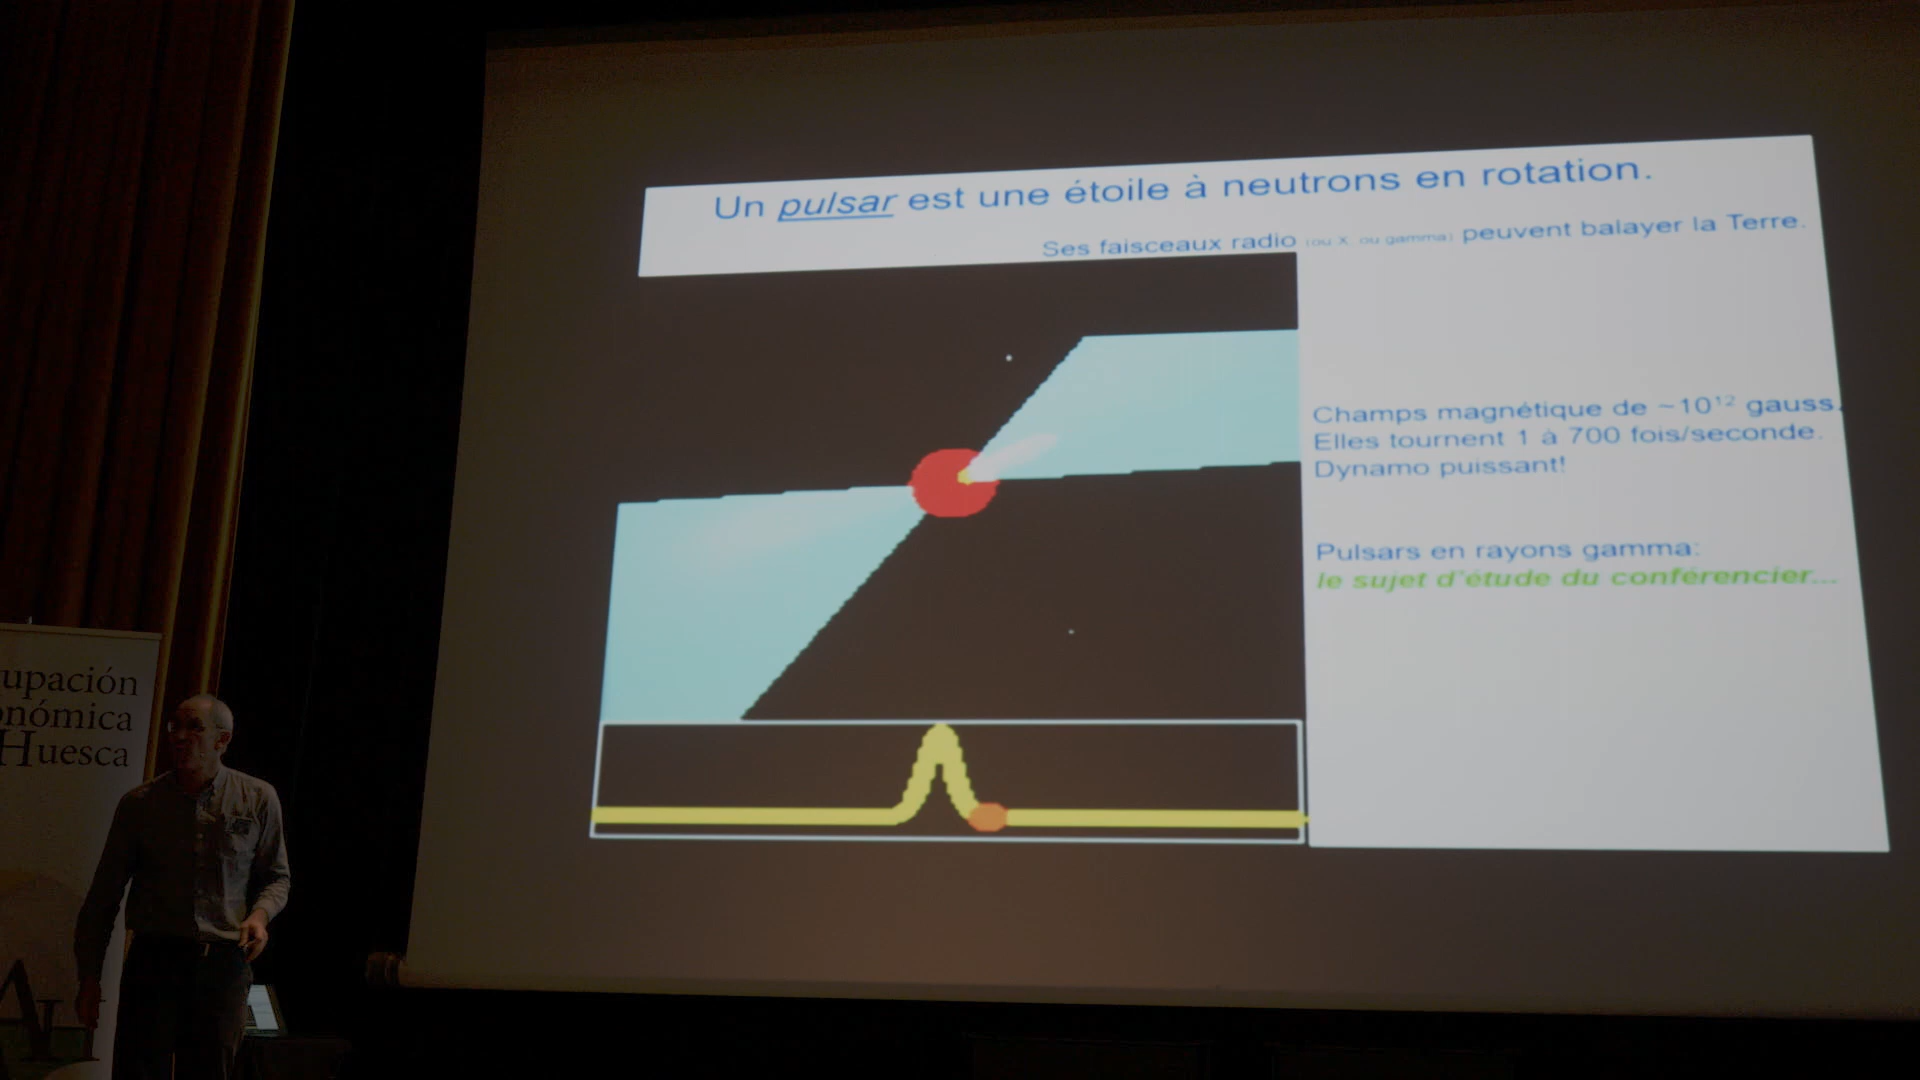 Un pulsar est une étoile à neutrons en rotation.
Ses faisceaux radio (ou X ou gamma) peuvent balayer la Terre.
Champs magnétique de ~10¹² gauss.
Elles tournent 1 à 700 fois/seconde.
Dynamo puissant!
Pulsars en rayons gamma:
le sujet d'étude du conférencier...
upación
onómica
Huesca